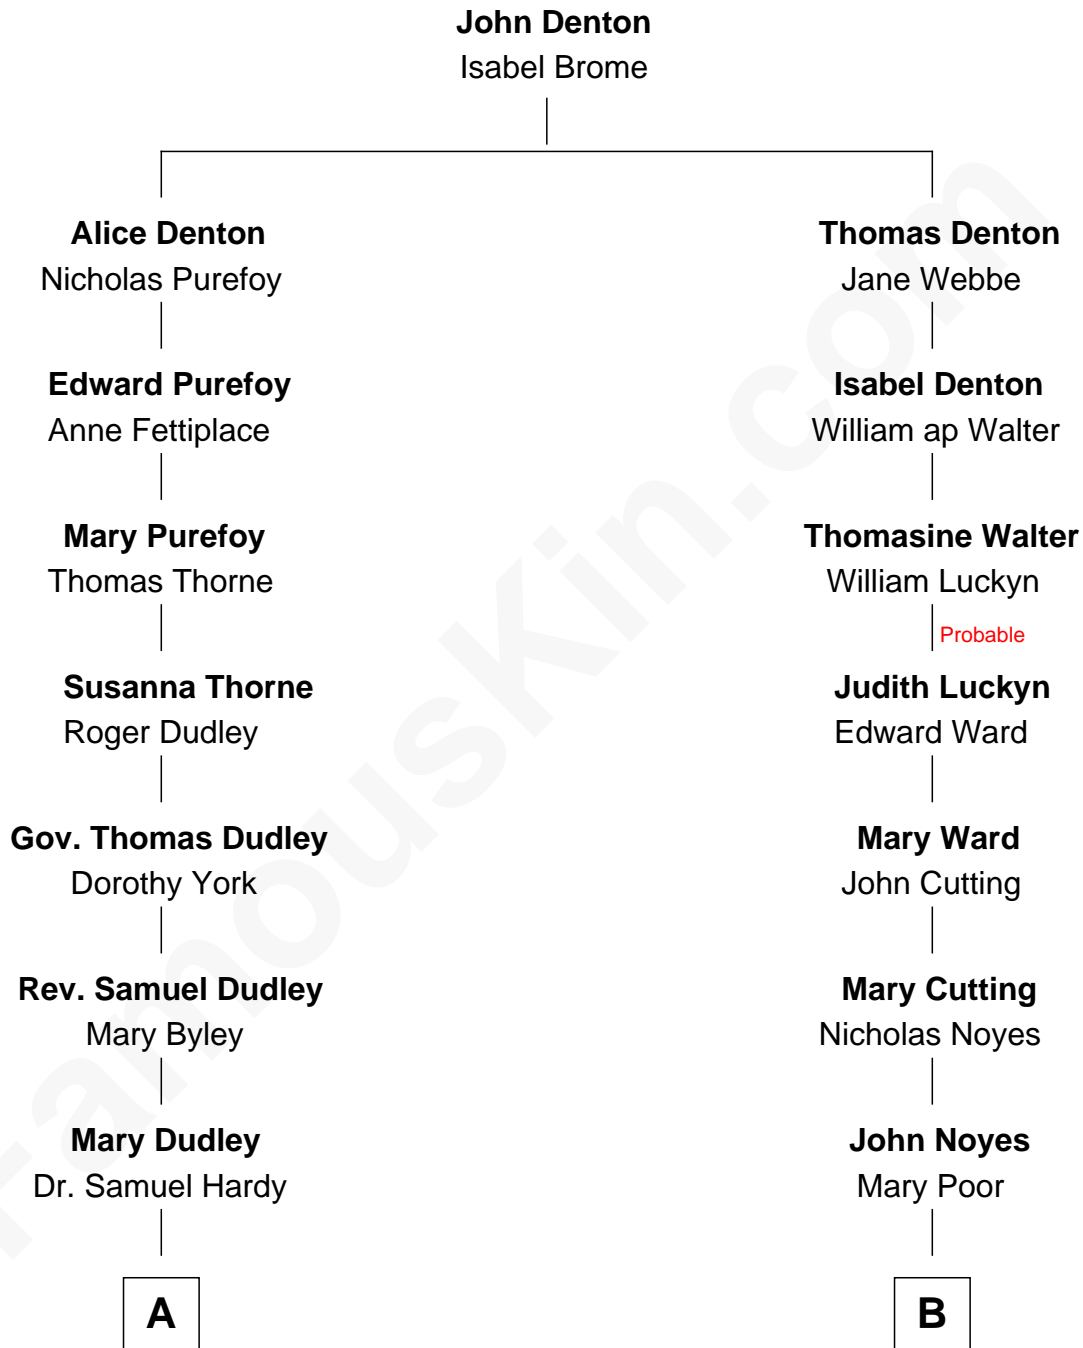 John Denton
Isabel Brome
Alice Denton
Nicholas Purefoy
Thomas Denton
Jane Webbe
Edward Purefoy
Anne Fettiplace
Isabel Denton
William ap Walter
Mary Purefoy
Thomas Thorne
Thomasine Walter
William Luckyn
Probable
Susanna Thorne
Roger Dudley
Judith Luckyn
Edward Ward
Gov. Thomas Dudley
Dorothy York
Mary Ward
John Cutting
Rev. Samuel Dudley
Mary Byley
Mary Cutting
Nicholas Noyes
Mary Dudley
Dr. Samuel Hardy
John Noyes
Mary Poor
A
B
FamousKin.com